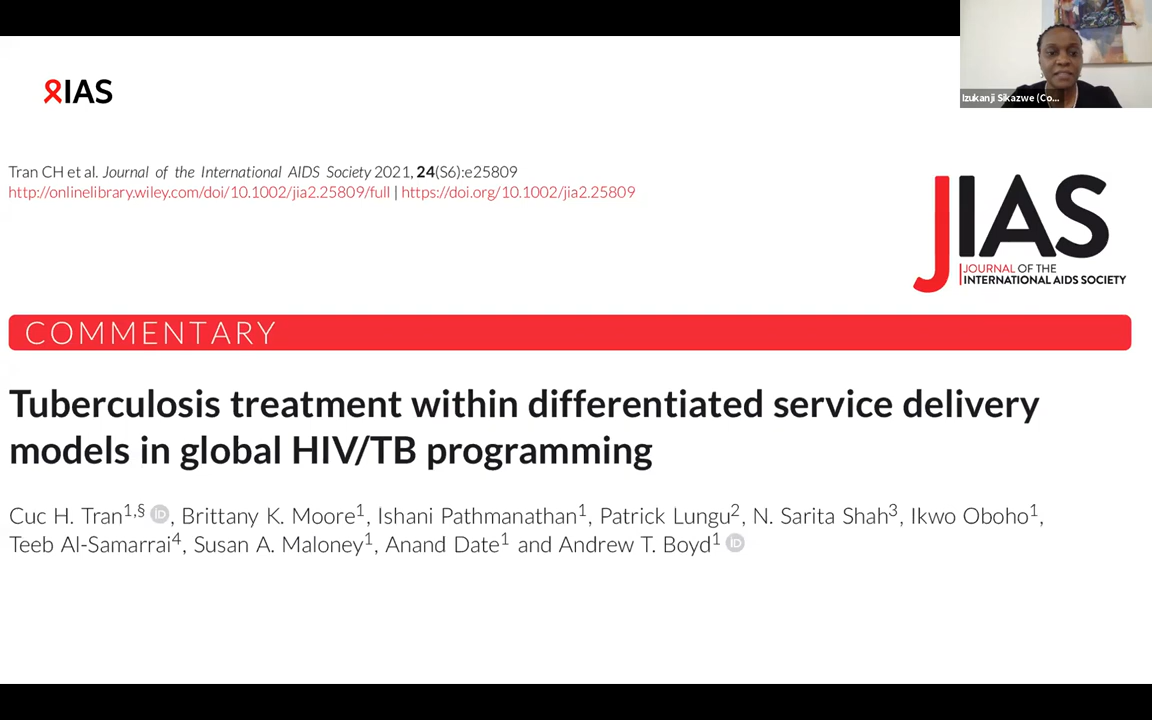 IAS
Izukanji Sikazwe (Co...
Tran CH et al. Journal of the International AIDS Society 2021, 24(S6):e25809
http://onlinelibrary.wiley.com/doi/10.1002/jia2.25809/full | https://doi.org/10.1002/jia2.25809
JIAS
JOURNAL OF THE
INTERNATIONAL AIDS SOCIETY
COMMENTARY
Tuberculosis treatment within differentiated service delivery
models in global HIV/TB programming
Cuc H. Tran1,§ iD, Brittany K. Moore1, Ishani Pathmanathan1, Patrick Lungu2, N. Sarita Shah3, Ikwo Oboho1,
Teeb Al-Samarrai4, Susan A. Maloney1, Anand Date1 and Andrew T. Boyd1 iD